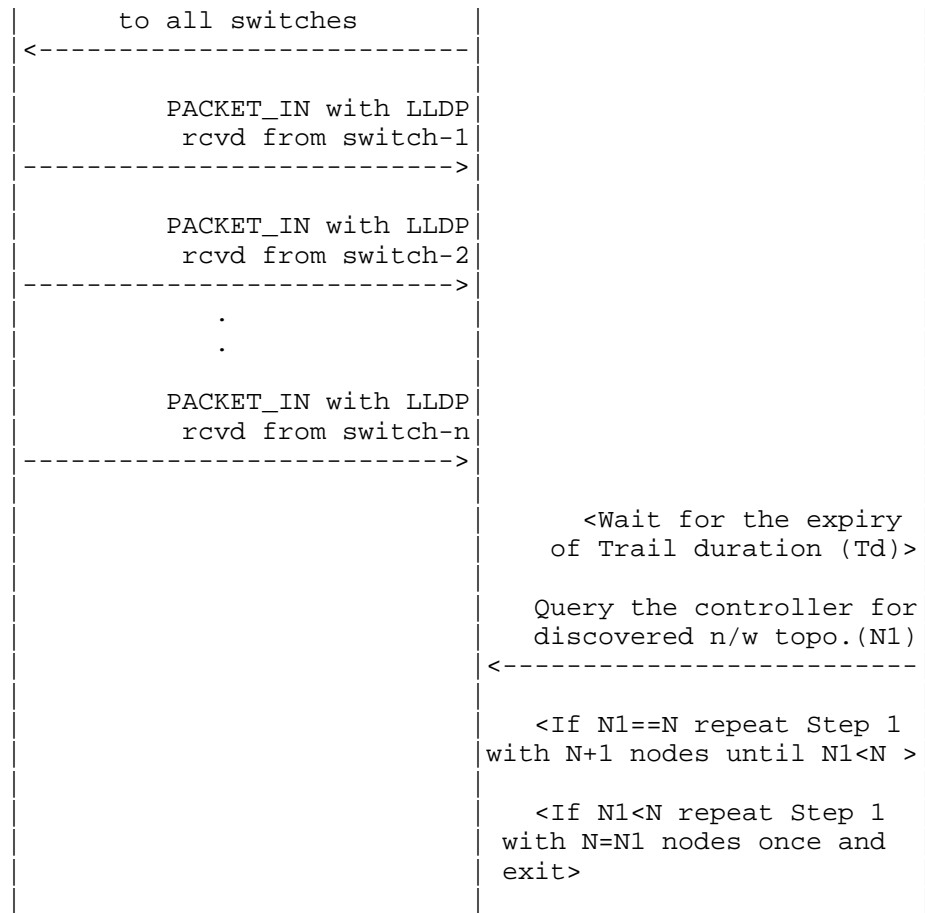 to all switches
<---------------------------
PACKET_IN with LLDP
rcvd from switch-1
--------------------------->
PACKET_IN with LLDP
rcvd from switch-2
--------------------------->
.
.
PACKET_IN with LLDP
rcvd from switch-n
--------------------------->
<Wait for the expiry
of Trail duration (Td)>
Query the controller for
discovered n/w topo.(N1)
<--------------------------
<If N1==N repeat Step 1
with N+1 nodes until N1<N >
<If N1<N repeat Step 1
with N=N1 nodes once and
exit>